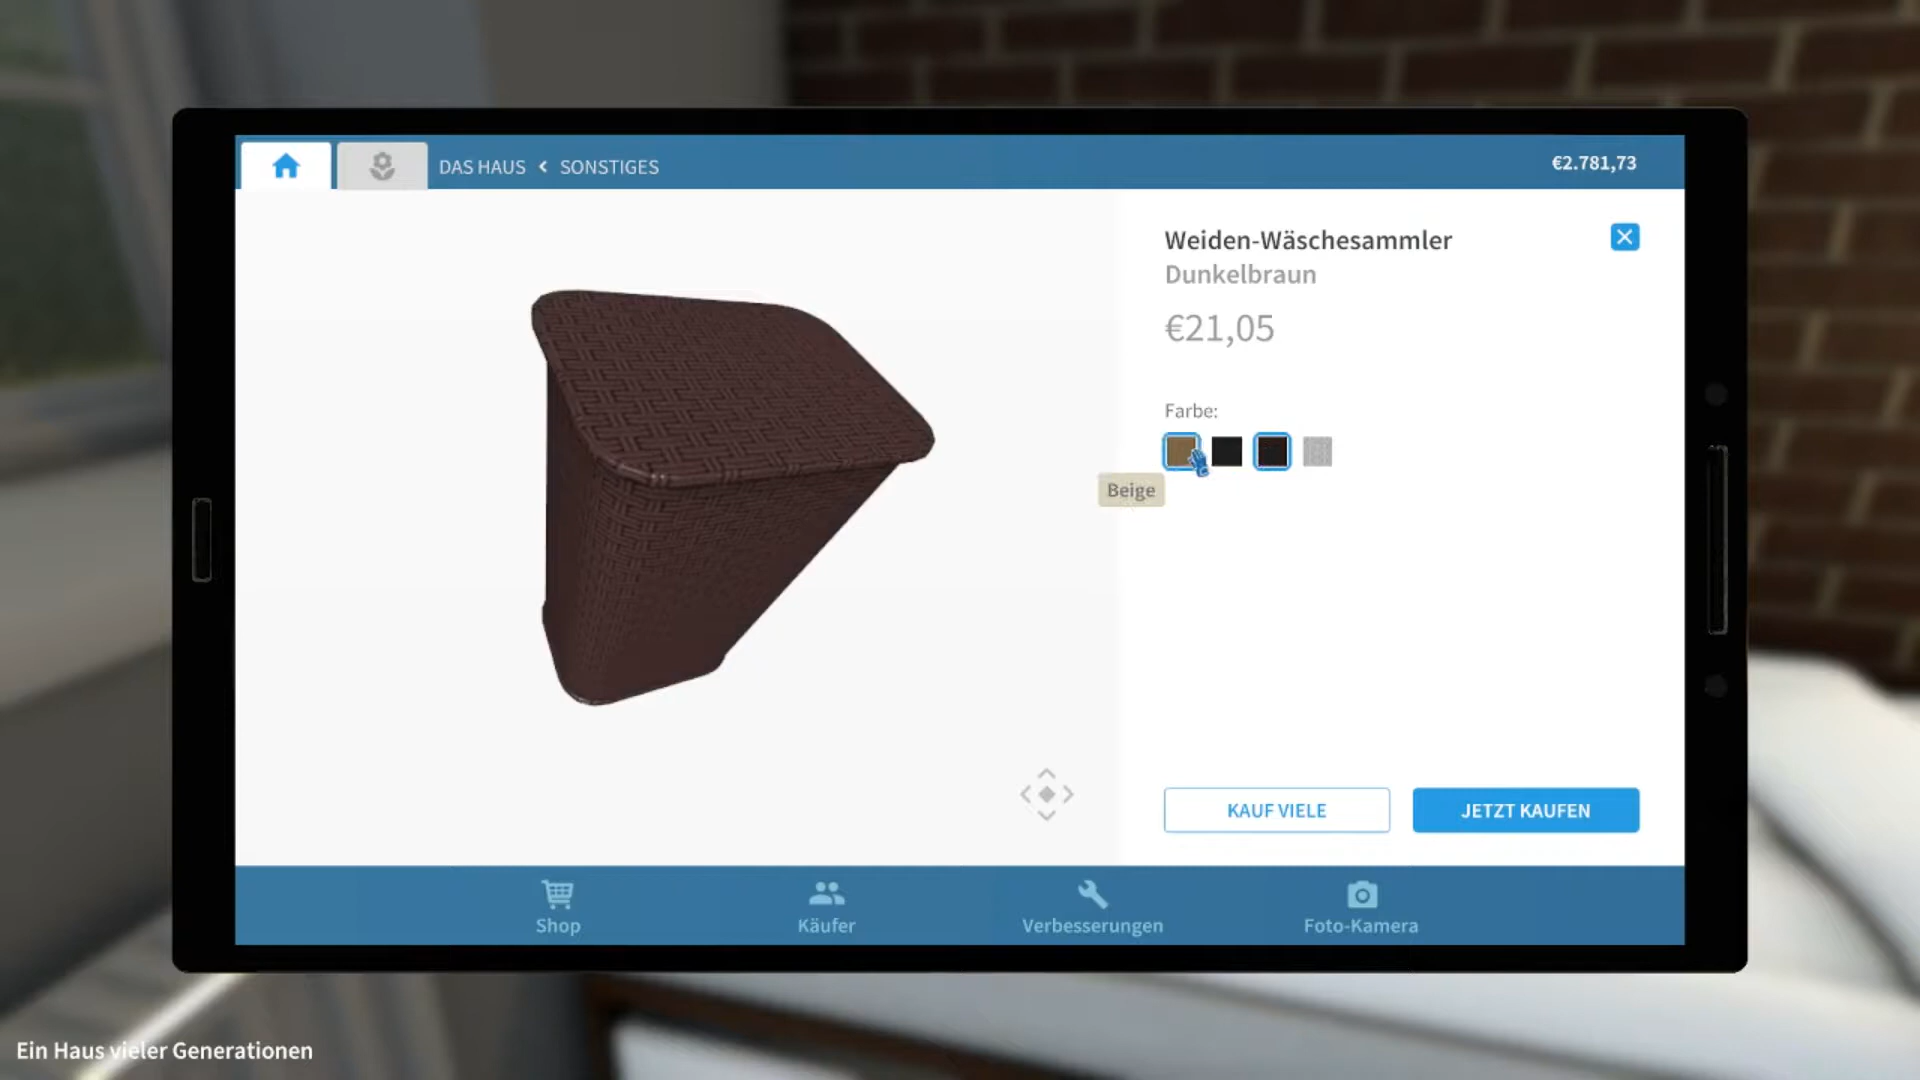 DAS HAUS < SONSTIGES
€2.781,73
Weiden-Wäschesammler
Dunkelbraun
€21,05
Farbe:
Beige
KAUF VIELE
JETZT KAUFEN
Shop
Käufer
Verbesserungen
Foto-Kamera
Ein Haus vieler Generationen